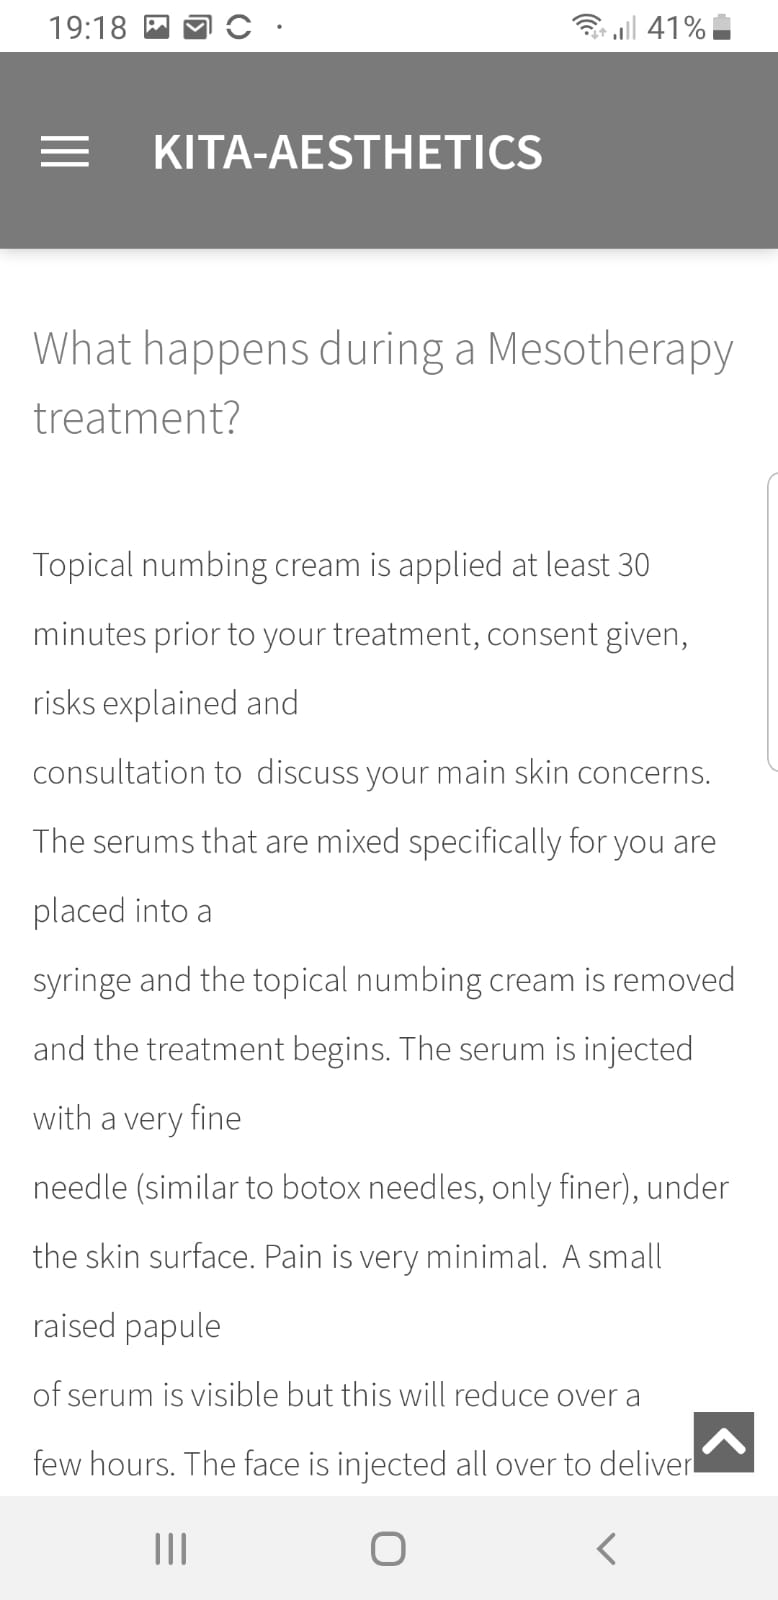 19:18
41%
KITA-AESTHETICS
What happens during a Mesotherapy
treatment?
Topical numbing cream is applied at least 30
minutes prior to your treatment, consent given,
risks explained and
consultation to discuss your main skin concerns.
The serums that are mixed specifically for you are
placed into a
syringe and the topical numbing cream is removed
and the treatment begins. The serum is injected
with a very fine
needle (similar to botox needles, only finer), under
the skin surface. Pain is very minimal. A small
raised papule
of serum is visible but this will reduce over a
few hours. The face is injected all over to deliver